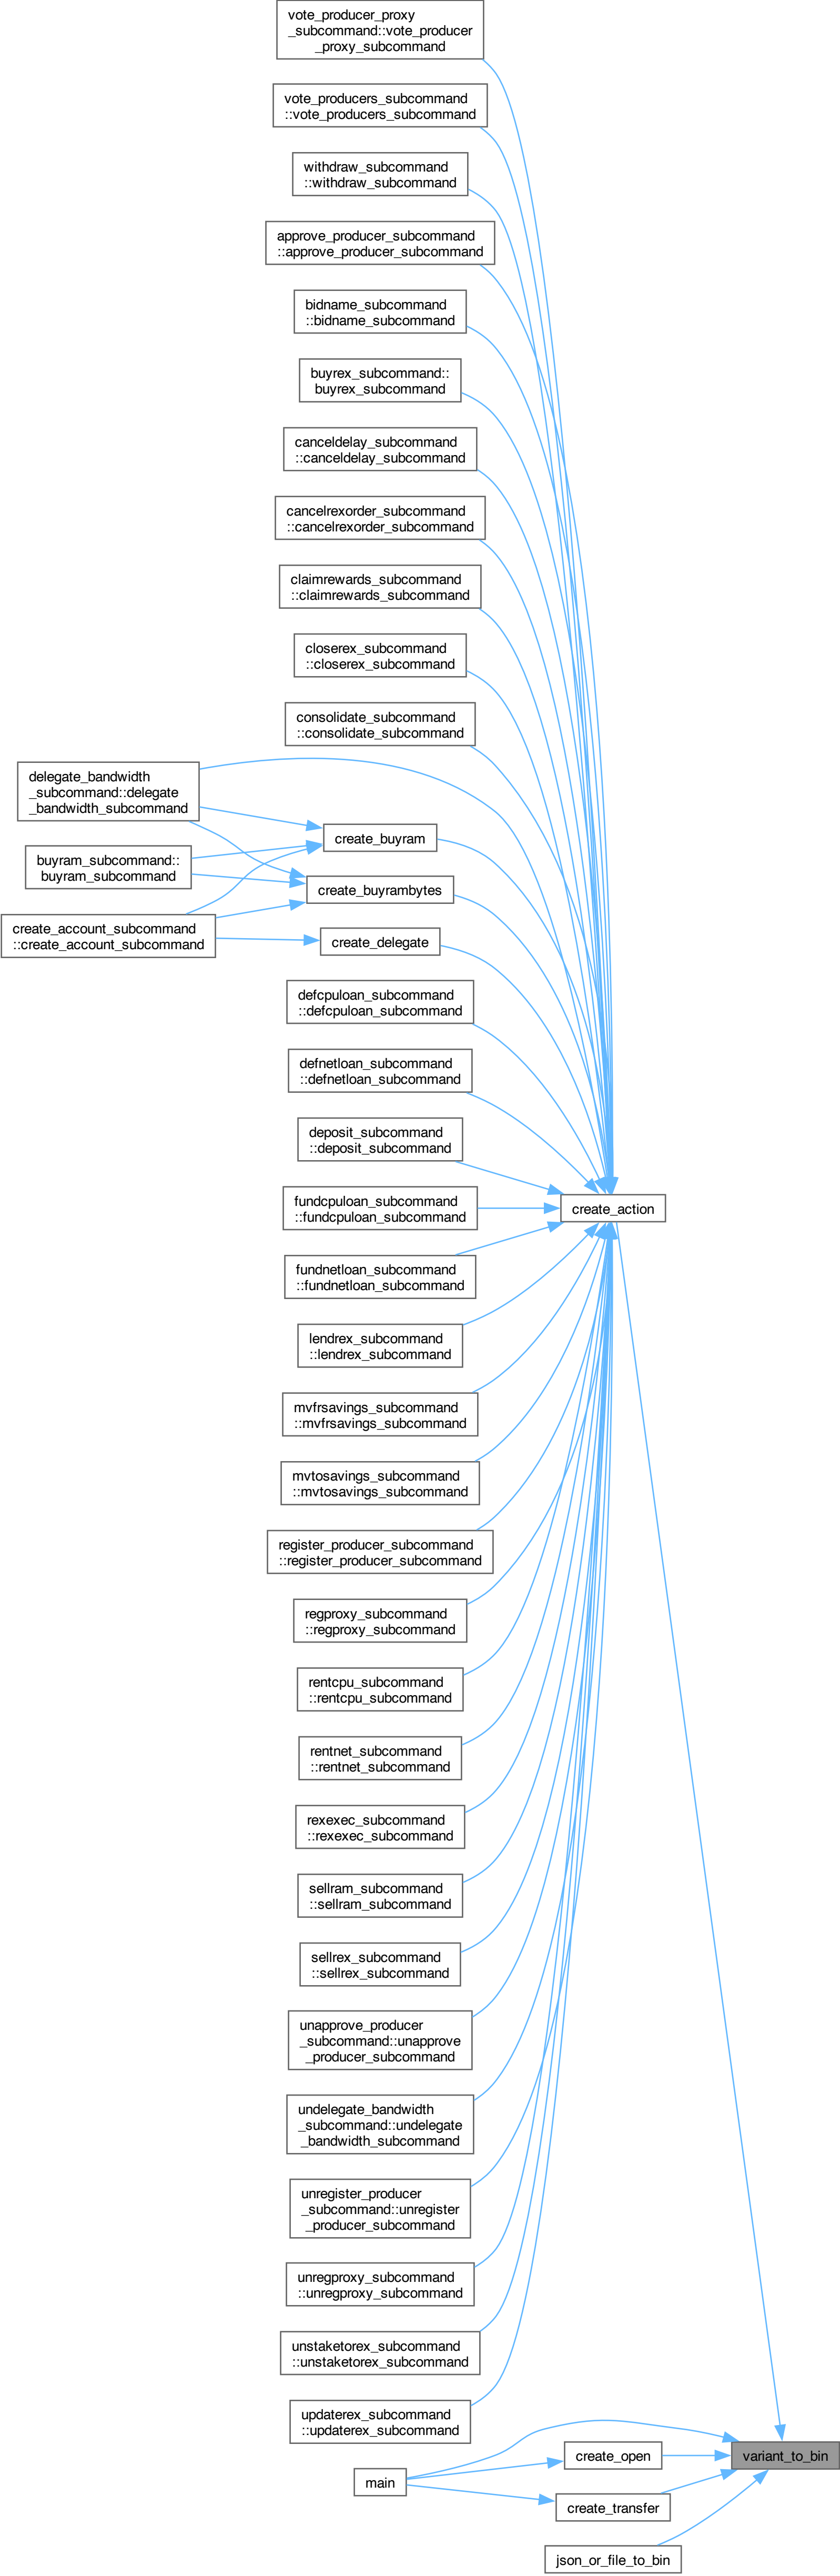 vote_producer_proxy
_subcommand::vote_producer
_proxy_subcommand
vote_producers_subcommand
::vote_producers_subcommand
withdraw_subcommand
::withdraw_subcommand
approve_producer_subcommand
::approve_producer_subcommand
bidname_subcommand
::bidname_subcommand
buyrex_subcommand::
buyrex_subcommand
canceldelay_subcommand
::canceldelay_subcommand
cancelrexorder_subcommand
::cancelrexorder_subcommand
claimrewards_subcommand
::claimrewards_subcommand
closerex_subcommand
::closerex_subcommand
consolidate_subcommand
::consolidate_subcommand
delegate_bandwidth
_subcommand::delegate
_bandwidth_subcommand
create_buyram
buyram_subcommand::
buyram_subcommand
create_buyrambytes
create_account_subcommand
::create_account_subcommand
create_delegate
defcpuloan_subcommand
::defcpuloan_subcommand
defnetloan_subcommand
::defnetloan_subcommand
deposit_subcommand
::deposit_subcommand
fundcpuloan_subcommand
::fundcpuloan_subcommand
create_action
fundnetloan_subcommand
::fundnetloan_subcommand
lendrex_subcommand
::lendrex_subcommand
mvfrsavings_subcommand
::mvfrsavings_subcommand
mvtosavings_subcommand
::mvtosavings_subcommand
register_producer_subcommand
::register_producer_subcommand
regproxy_subcommand
::regproxy_subcommand
rentcpu_subcommand
::rentcpu_subcommand
rentnet_subcommand
::rentnet_subcommand
rexexec_subcommand
::rexexec_subcommand
sellram_subcommand
::sellram_subcommand
sellrex_subcommand
::sellrex_subcommand
unapprove_producer
_subcommand::unapprove
_producer_subcommand
undelegate_bandwidth
_subcommand::undelegate
_bandwidth_subcommand
unregister_producer
_subcommand::unregister
_producer_subcommand
unregproxy_subcommand
::unregproxy_subcommand
unstaketorex_subcommand
::unstaketorex_subcommand
updaterex_subcommand
::updaterex_subcommand
create_open
variant_to_bin
main
create_transfer
json_or_file_to_bin